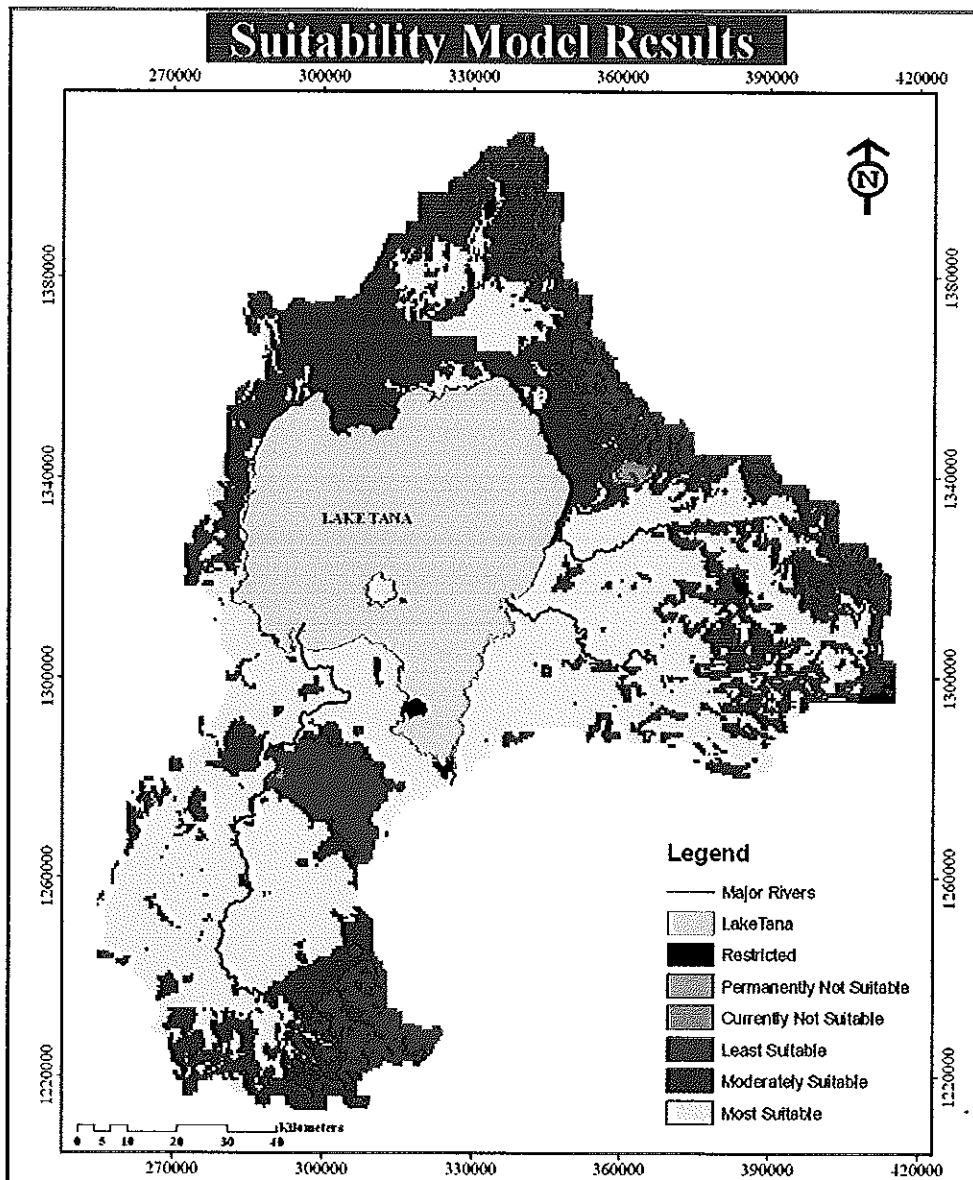 Suitability Model Results
270000 300000 330000 360000 390000 420000
N
1380000 1380000
1340000 1340000
LAKE TANA
1300000 1300000
1260000 1260000
1220000 1220000
Legend
Major Rivers
LakeTana
Restricted
Permanently Not Suitable
Currently Not Suitable
Least Suitable
Moderately Suitable
Most Suitable
Kilometers
0 5 10 20 30 40
270000 300000 330000 360000 390000 420000